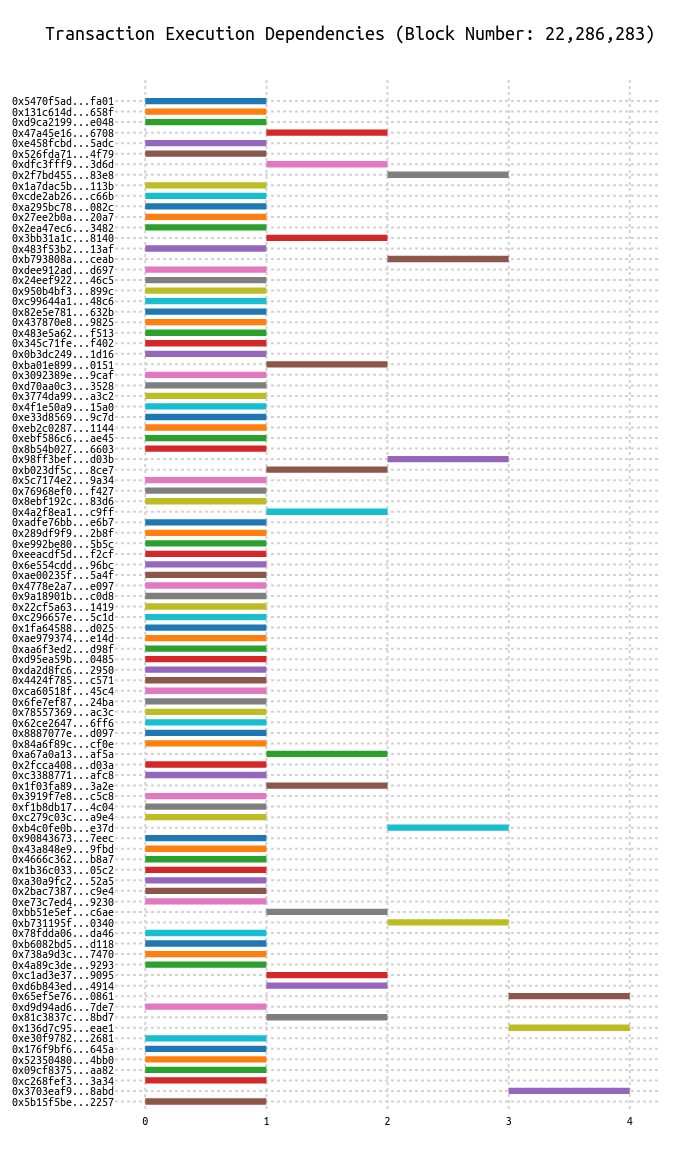 Transaction Execution Dependencies (Block Number: 22,286,283)
0x5470f5ad...fa01
0x131c614d...658f
0xd9ca2199...e048
0x47a45e16...6708
0xe458fcbd...5adc
0x526fda71...4f79
0xdfc3fff9...3d6d
0x2f7bd455...83e8
0x1a7dac5b...113b
0xcde2ab26...c66b
0xa295bc78...082c
0x27ee2b0a...20a7
0x2ea47ec6...3482
0x3bb31a1c...8140
0x483f53b2...13af
0xb793808a...ceab
0xdee912ad...d697
0x24eef922...46c5
0x950b4bf3...899c
0xc99644a1...48c6
0x82e5e781...632b
0x437870e8...9825
0x483e5a62...f513
0x345c71fe...f402
0x0b3dc249...1d16
0xba01e899...0151
0x3092389e...9caf
0xd70aa0c3...3528
0x3774da99...a3c2
0x4f1e50a9...15a0
0xe33d8569...9c7d
0xeb2c0287...1144
0xebf586c6...ae45
0x8b54b027...6603
0x98ff3bef...d03b
0xb023df5c...8ce7
0x5c7174e2...9a34
0x76968ef0...f427
0x8ebf192c...83d6
0x4a2f8ea1...c9ff
0xadfe76bb...e6b7
0x289df9f9...2b8f
0xe992be80...5b5c
0xeeacdf5d...f2cf
0x6e554cdd...96bc
0xae00235f...5a4f
0x4778e2a7...e097
0x9a18901b...c0d8
0x22cf5a63...1419
0xc296657e...5c1d
0x1fa64588...d025
0xae979374...e14d
0xaa6f3ed2...d98f
0xd95ea59b...0485
0xda2d8fc6...2950
0x4424f785...c571
0xca60518f...45c4
0x6fe7ef87...24ba
0x78557369...ac3c
0x62ce2647...6ff6
0x8887077e...d097
0x84a6f89c...cf0e
0xa67a0a13...af5a
0x2fcca408...d03a
0xc3388771...afc8
0x1f03fa89...3a2e
0x3919f7e8...c5c8
0xf1b8db17...4c04
0xc279c03c...a9e4
0xb4c0fe0b...e37d
0x90843673...7eec
0x43a848e9...9fbd
0x4666c362...b8a7
0x1b36c033...05c2
0xa30a9fc2...52a5
0x2bac7387...c9e4
0xe73c7ed4...9230
0xbb51e5ef...c6ae
0xb731195f...0340
0x78fdda06...da46
0xb6082bd5...d118
0x738a9d3c...7470
0x4a89c3de...9293
0xc1ad3e37...9095
0xd6b843ed...4914
0x65ef5e76...0861
0xd9d94ad6...7de7
0x81c3837c...8bd7
0x136d7c95...eae1
0xe30f9782...2681
0x176f9bf6...645a
0x52350480...4bb0
0x09cf8375...aa82
0xc268fef3...3a34
0x3703eaf9...8abd
0x5b15f5be...2257
0 1 2 3 4